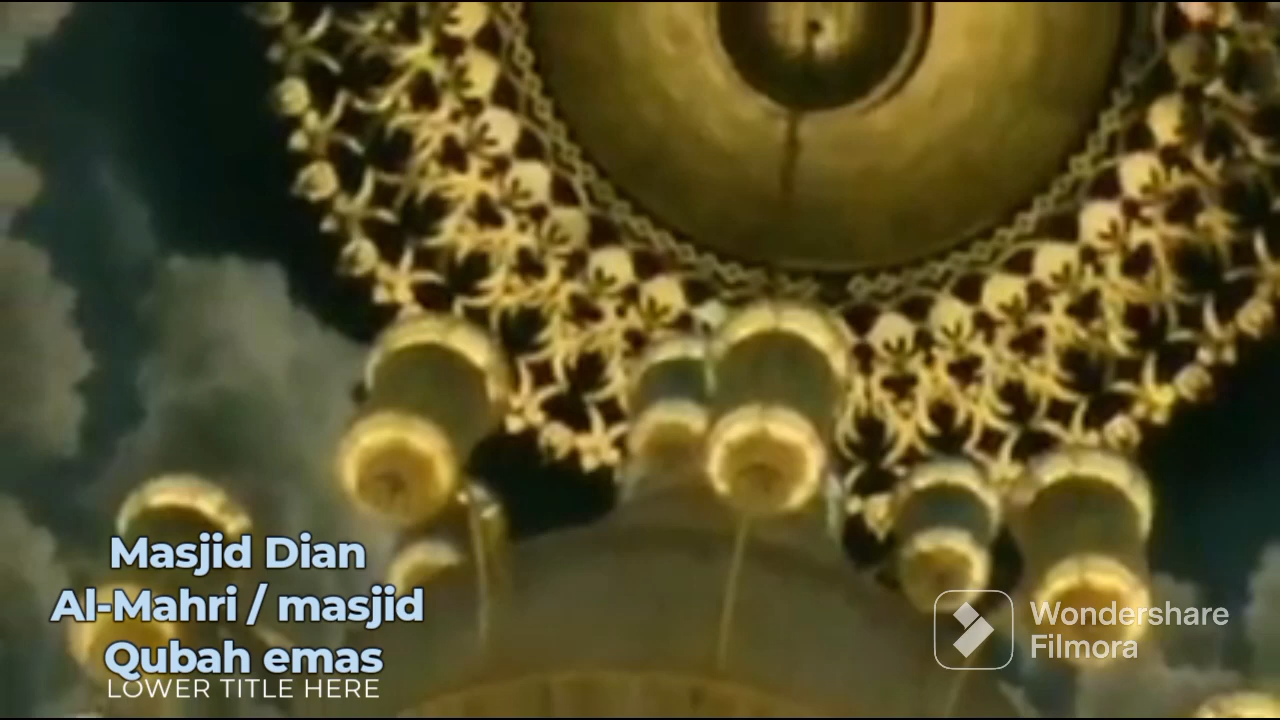 Masjid Dian
Al-Mahri / masjid
Qubah emas
LOWER TITLE HERE
Wondershare
Filmora